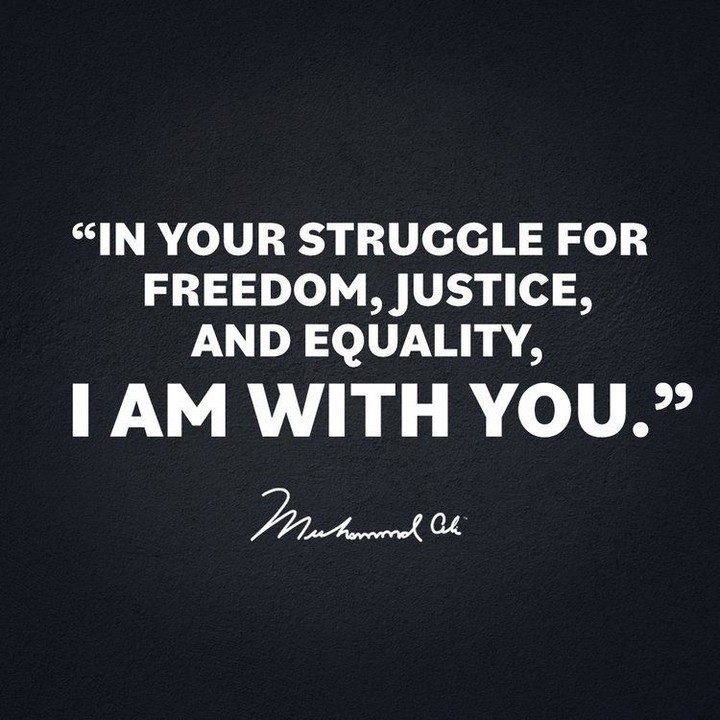 “IN YOUR STRUGGLE FOR
FREEDOM, JUSTICE,
AND EQUALITY,
I AM WITH YOU.”
Muhammad Ali